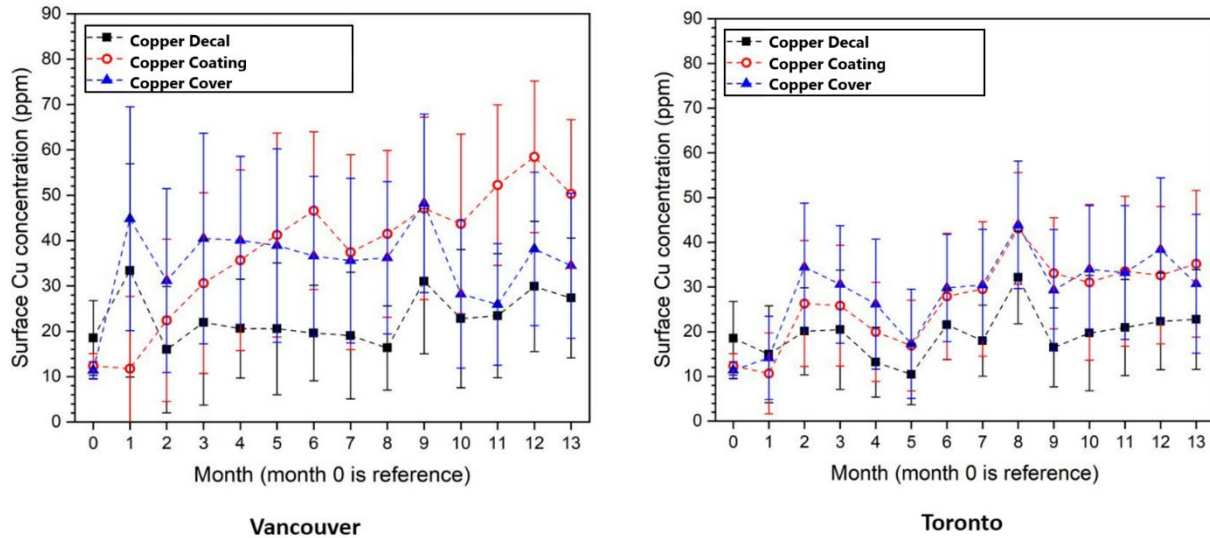 Surface Cu concentration (ppm)
90
80
70
60
50
40
30
20
10
0
Copper Decal
Copper Coating
Copper Cover
0 1 2 3 4 5 6 7 8 9 10 11 12 13
Month (month 0 is reference)
Vancouver
Surface Cu concentration (ppm)
90
80
70
60
50
40
30
20
10
0
Copper Decal
Copper Coating
Copper Cover
0 1 2 3 4 5 6 7 8 9 10 11 12 13
Month (month 0 is reference)
Toronto